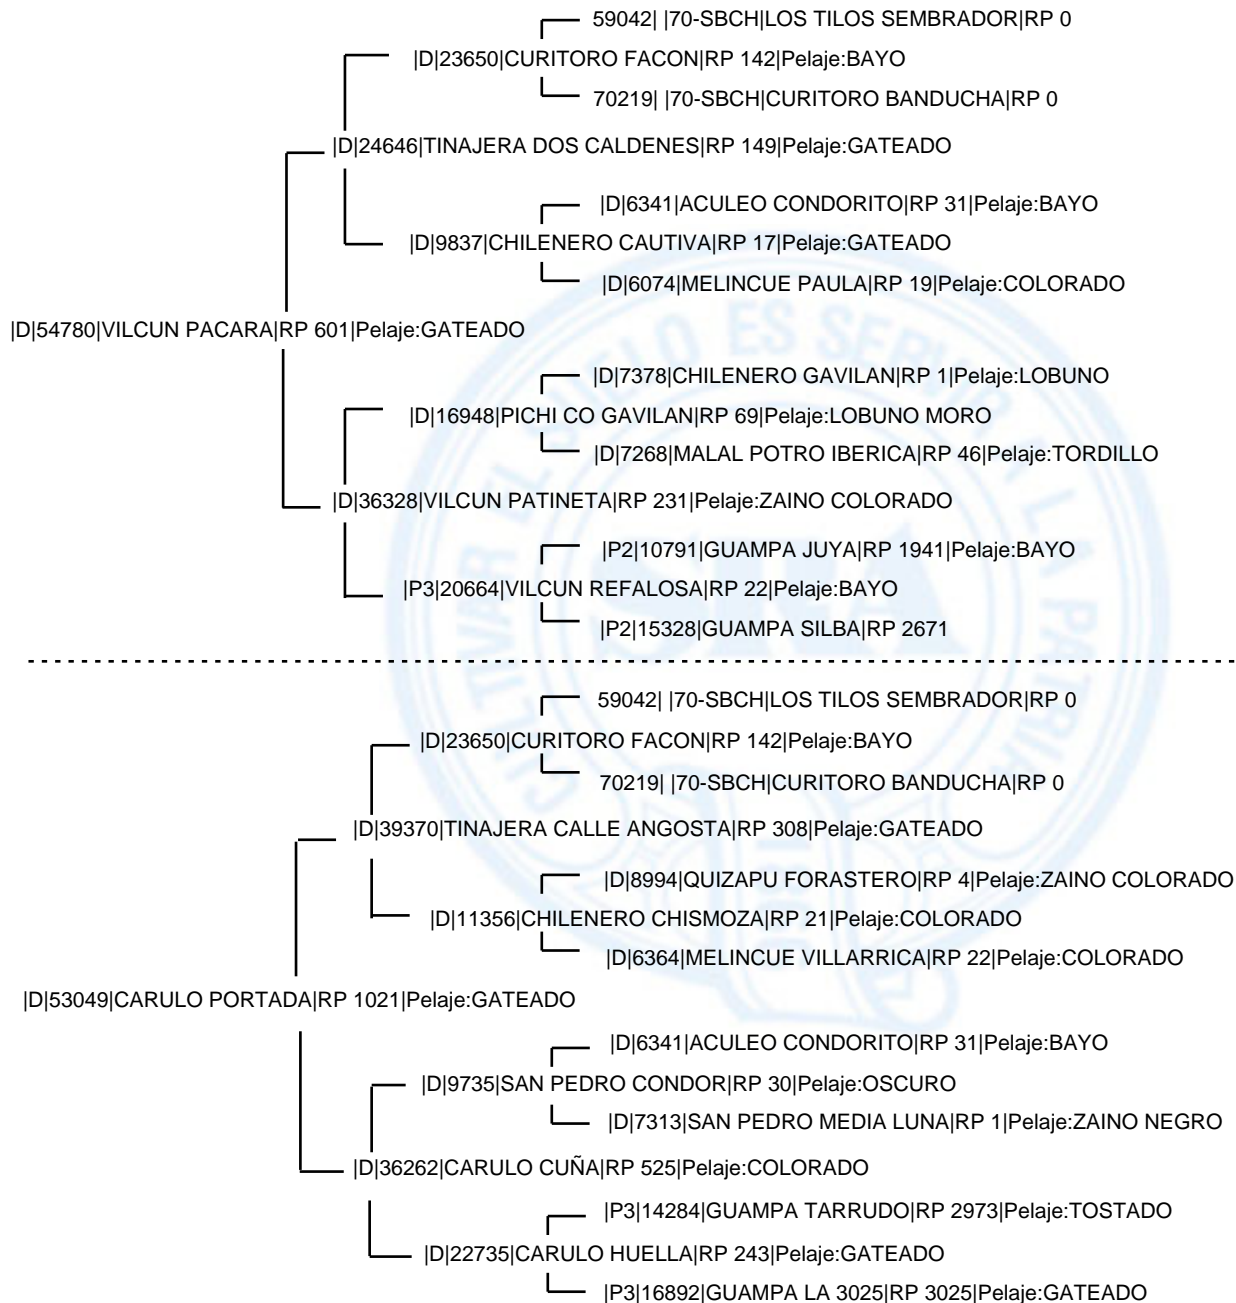 59042| |70-SBCH|LOS TILOS SEMBRADOR|RP 0
|D|23650|CURITORO FACON|RP 142|Pelaje:BAYO
70219| |70-SBCH|CURITORO BANDUCHA|RP 0
|D|24646|TINAJERA DOS CALDENES|RP 149|Pelaje:GATEADO
|D|6341|ACULEO CONDORITO|RP 31|Pelaje:BAYO
|D|9837|CHILENERO CAUTIVA|RP 17|Pelaje:GATEADO
|D|6074|MELINCUE PAULA|RP 19|Pelaje:COLORADO
|D|54780|VILCUN PACARA|RP 601|Pelaje:GATEADO
|D|7378|CHILENERO GAVILAN|RP 1|Pelaje:LOBUNO
|D|16948|PICHI CO GAVILAN|RP 69|Pelaje:LOBUNO MORO
|D|7268|MALAL POTRO IBERICA|RP 46|Pelaje:TORDILLO
|D|36328|VILCUN PATINETA|RP 231|Pelaje:ZAINO COLORADO
|P2|10791|GUAMPA JUYA|RP 1941|Pelaje:BAYO
|P3|20664|VILCUN REFALOSA|RP 22|Pelaje:BAYO
|P2|15328|GUAMPA SILBA|RP 2671
59042| |70-SBCH|LOS TILOS SEMBRADOR|RP 0
|D|23650|CURITORO FACON|RP 142|Pelaje:BAYO
70219| |70-SBCH|CURITORO BANDUCHA|RP 0
|D|39370|TINAJERA CALLE ANGOSTA|RP 308|Pelaje:GATEADO
|D|8994|QUIZAPU FORASTERO|RP 4|Pelaje:ZAINO COLORADO
|D|11356|CHILENERO CHISMOZA|RP 21|Pelaje:COLORADO
|D|6364|MELINCUE VILLARRICA|RP 22|Pelaje:COLORADO
|D|53049|CARULO PORTADA|RP 1021|Pelaje:GATEADO
|D|6341|ACULEO CONDORITO|RP 31|Pelaje:BAYO
|D|9735|SAN PEDRO CONDOR|RP 30|Pelaje:OSCURO
|D|7313|SAN PEDRO MEDIA LUNA|RP 1|Pelaje:ZAINO NEGRO
|D|36262|CARULO CUÑA|RP 525|Pelaje:COLORADO
|P3|14284|GUAMPA TARRUDO|RP 2973|Pelaje:TOSTADO
|D|22735|CARULO HUELLA|RP 243|Pelaje:GATEADO
|P3|16892|GUAMPA LA 3025|RP 3025|Pelaje:GATEADO
CULTIVAR EL SUELO ES SERVIR A LA PATRIA